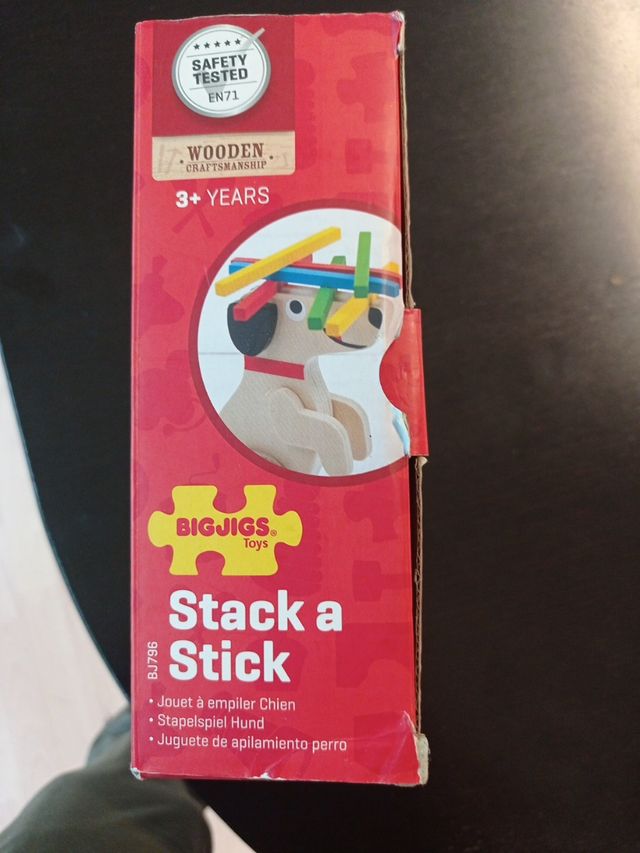 ★★★★★
SAFETY
TESTED
EN71
• WOODEN •
CRAFTSMANSHIP
3+ YEARS
BIGJIGS®
Toys
Stack a
Stick
BJ796
• Jouet à empiler Chien
• Stapelspiel Hund
• Juguete de apilamiento perro